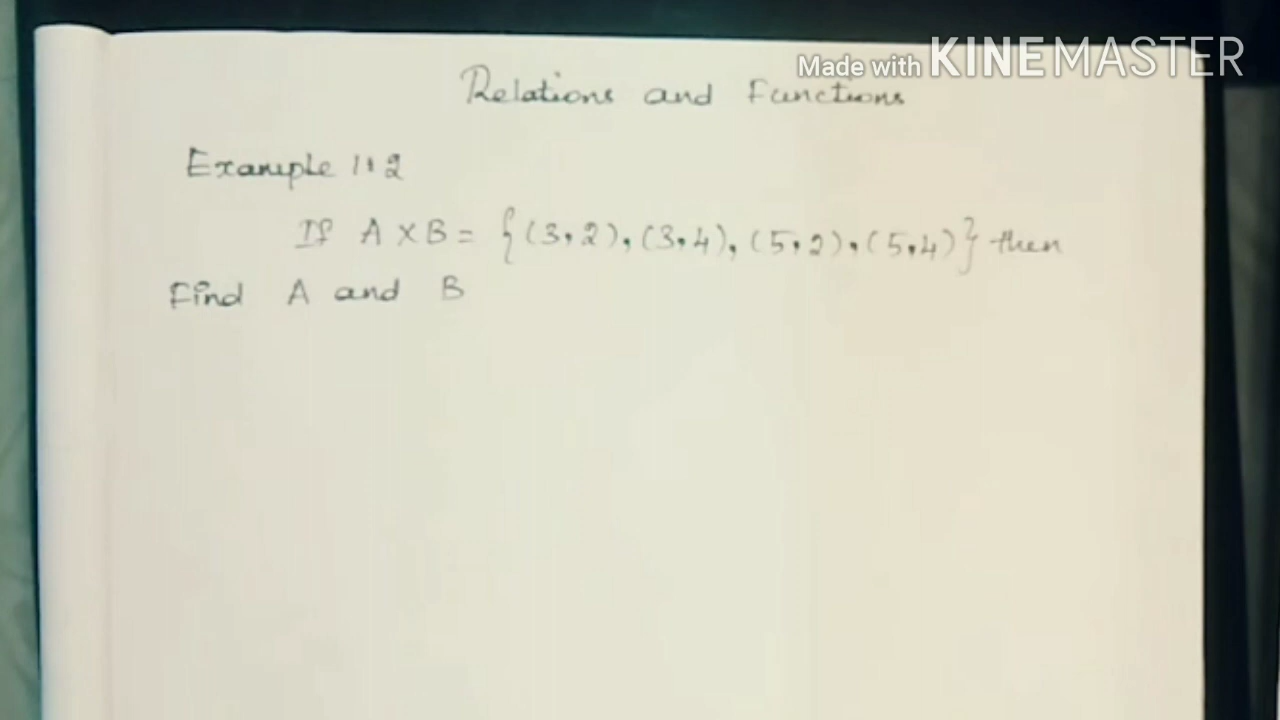 Made with KINEMASTER
Relations and Functions
Example 1.2
If A × B = {(3,2), (3,4), (5,2), (5,4)} then
Find A and B